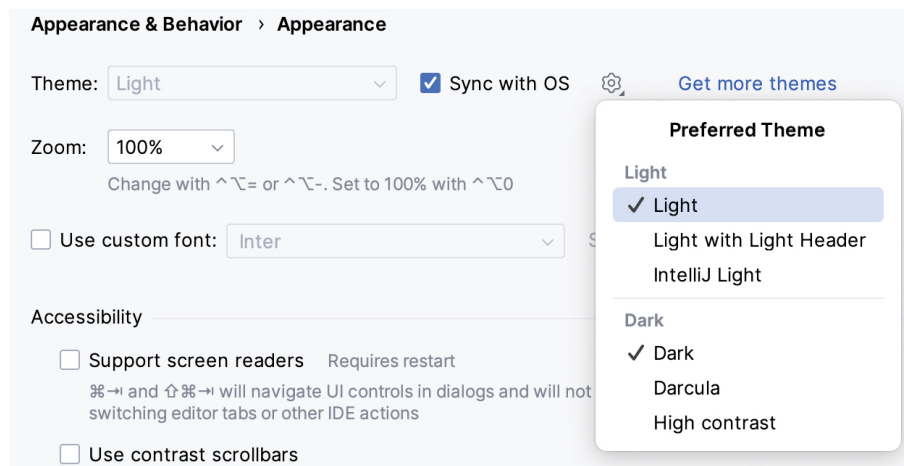 Appearance & Behavior › Appearance
Theme: Light Sync with OS Get more themes
Zoom: 100%
Change with ^⌥= or ^⌥-. Set to 100% with ^⌥0
Use custom font: Inter
Accessibility
Support screen readers Requires restart
⌘⇥ and ⇧⌘⇥ will navigate UI controls in dialogs and will not
switching editor tabs or other IDE actions
Use contrast scrollbars
Preferred Theme
Light
Light
Light with Light Header
IntelliJ Light
Dark
Dark
Darcula
High contrast